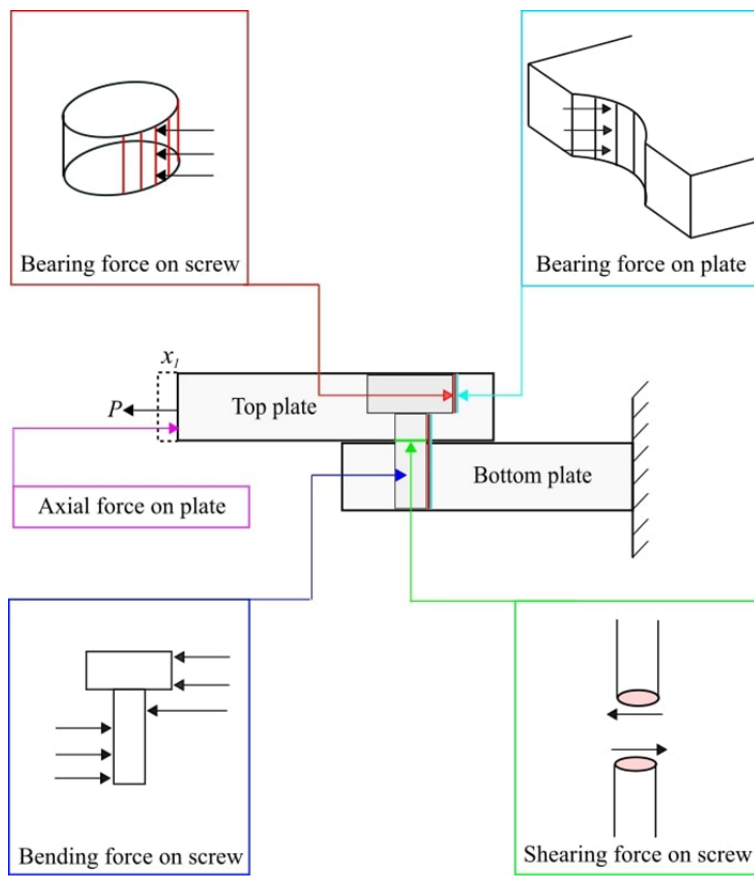 Bearing force on screw
Bearing force on plate
x₁
P
Top plate
Bottom plate
Axial force on plate
Bending force on screw
Shearing force on screw